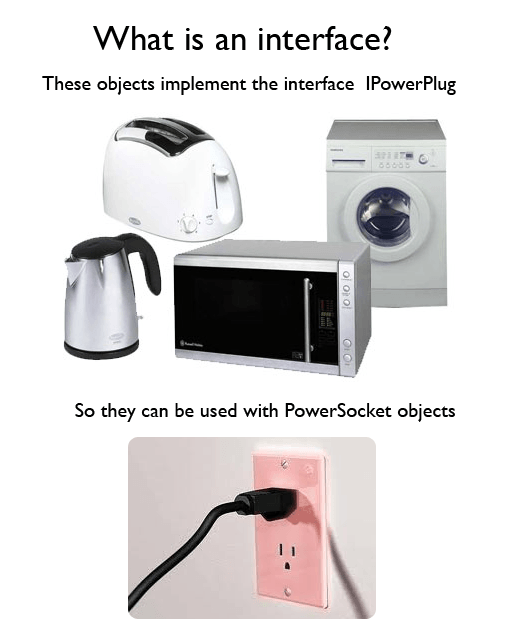 What is an interface?
These objects implement the interface IPowerPlug
So they can be used with PowerSocket objects